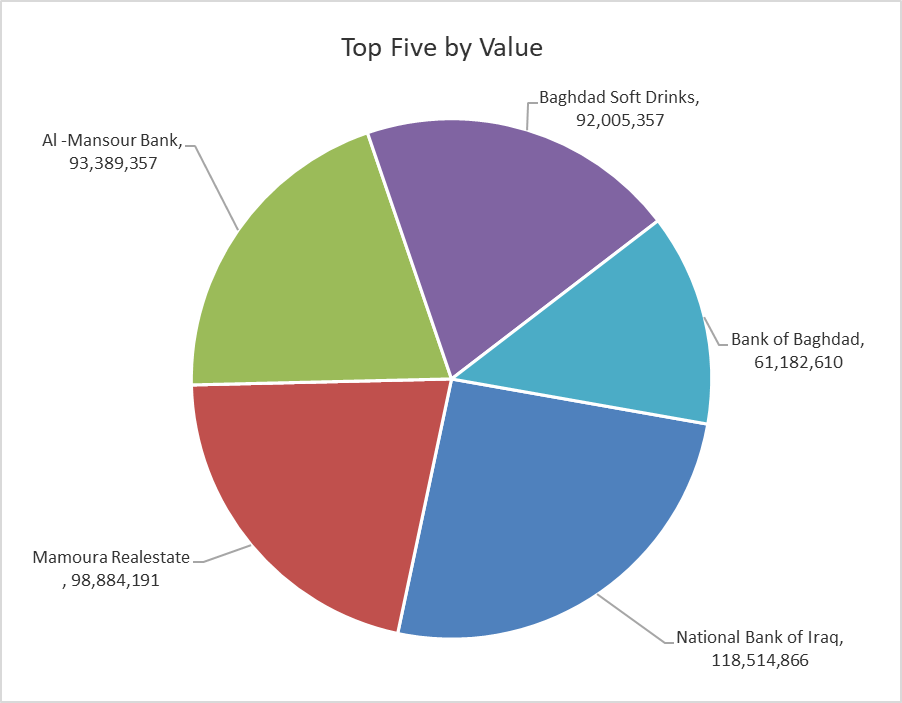 Top Five by Value
Baghdad Soft Drinks,
92,005,357
Al -Mansour Bank,
93,389,357
Bank of Baghdad,
61,182,610
Mamoura Realestate
, 98,884,191
National Bank of Iraq,
118,514,866